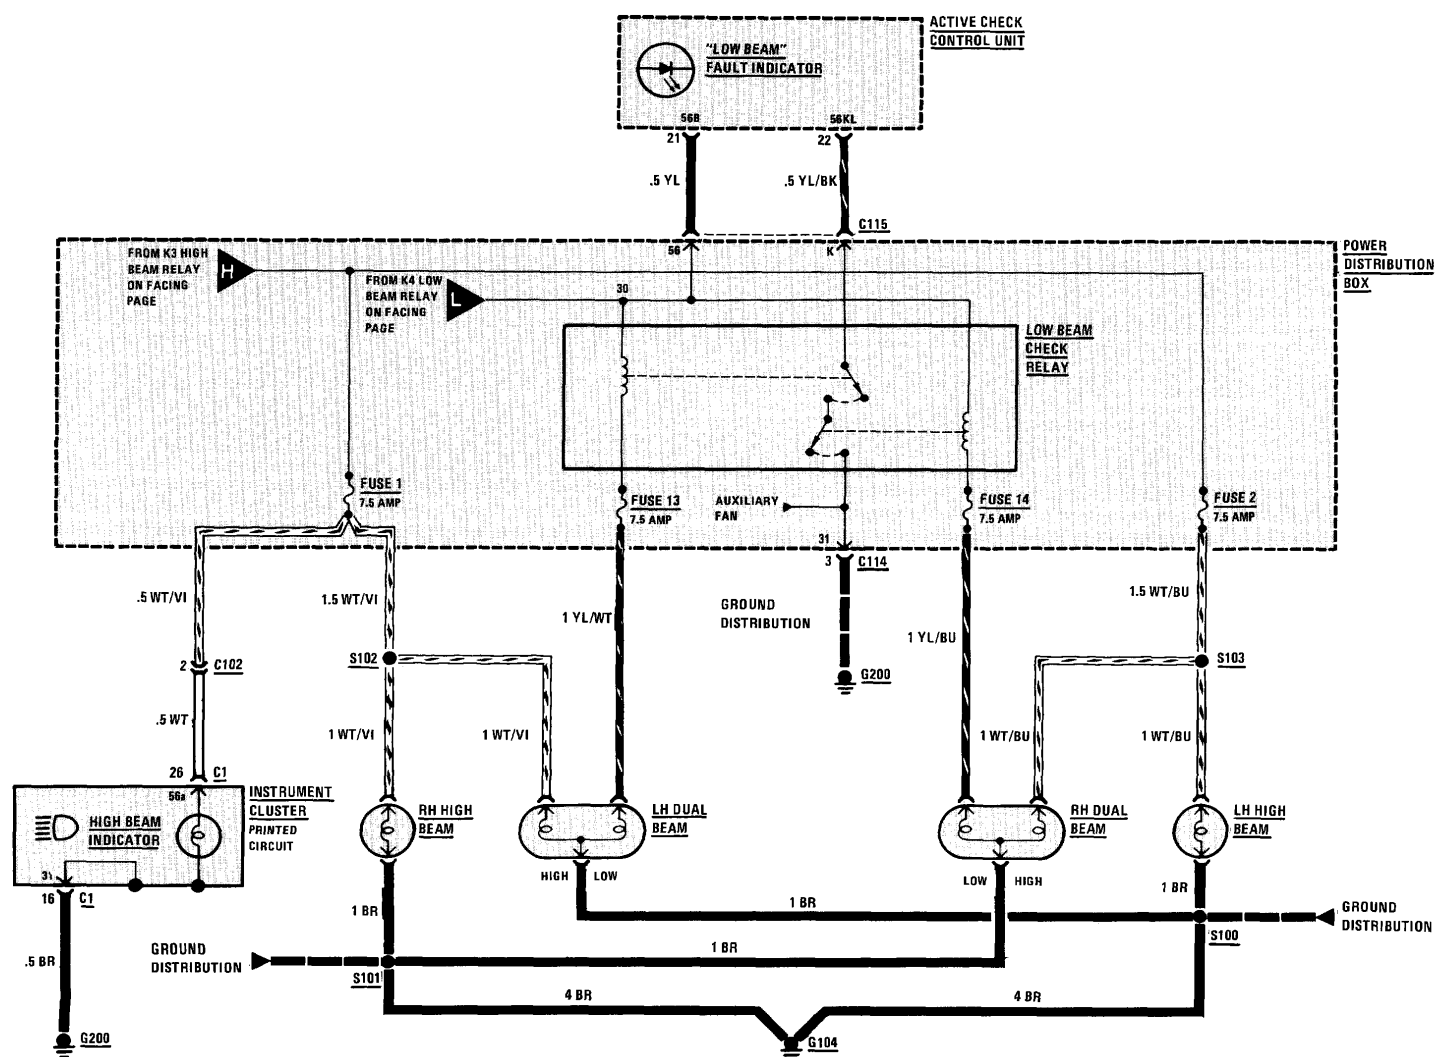 ACTIVE CHECK
CONTROL UNIT
"LOW BEAM"
FAULT INDICATOR
56B
56KL
21
22
.5 YL
.5 YL/BK
C115
56
K
POWER
DISTRIBUTION
BOX
FROM K3 HIGH
BEAM RELAY
ON FACING
PAGE
H
FROM K4 LOW
BEAM RELAY
ON FACING
PAGE
L
30
LOW BEAM
CHECK
RELAY
FUSE 1
7.5 AMP
FUSE 13
7.5 AMP
AUXILIARY
FAN
FUSE 14
7.5 AMP
FUSE 2
7.5 AMP
31
3
C114
.5 WT/VI
1.5 WT/VI
1 YL/WT
GROUND
DISTRIBUTION
1 YL/BU
1.5 WT/BU
2
C102
S102
G200
S103
.5 WT
1 WT/VI
1 WT/VI
1 WT/BU
1 WT/BU
26
C1
56a
INSTRUMENT
CLUSTER
PRINTED
CIRCUIT
HIGH BEAM
INDICATOR
RH HIGH
BEAM
LH DUAL
BEAM
RH DUAL
BEAM
LH HIGH
BEAM
31
16
C1
HIGH
LOW
LOW
HIGH
1 BR
1 BR
1 BR
GROUND
DISTRIBUTION
S100
GROUND
DISTRIBUTION
1 BR
S101
.5 BR
4 BR
4 BR
G200
G104